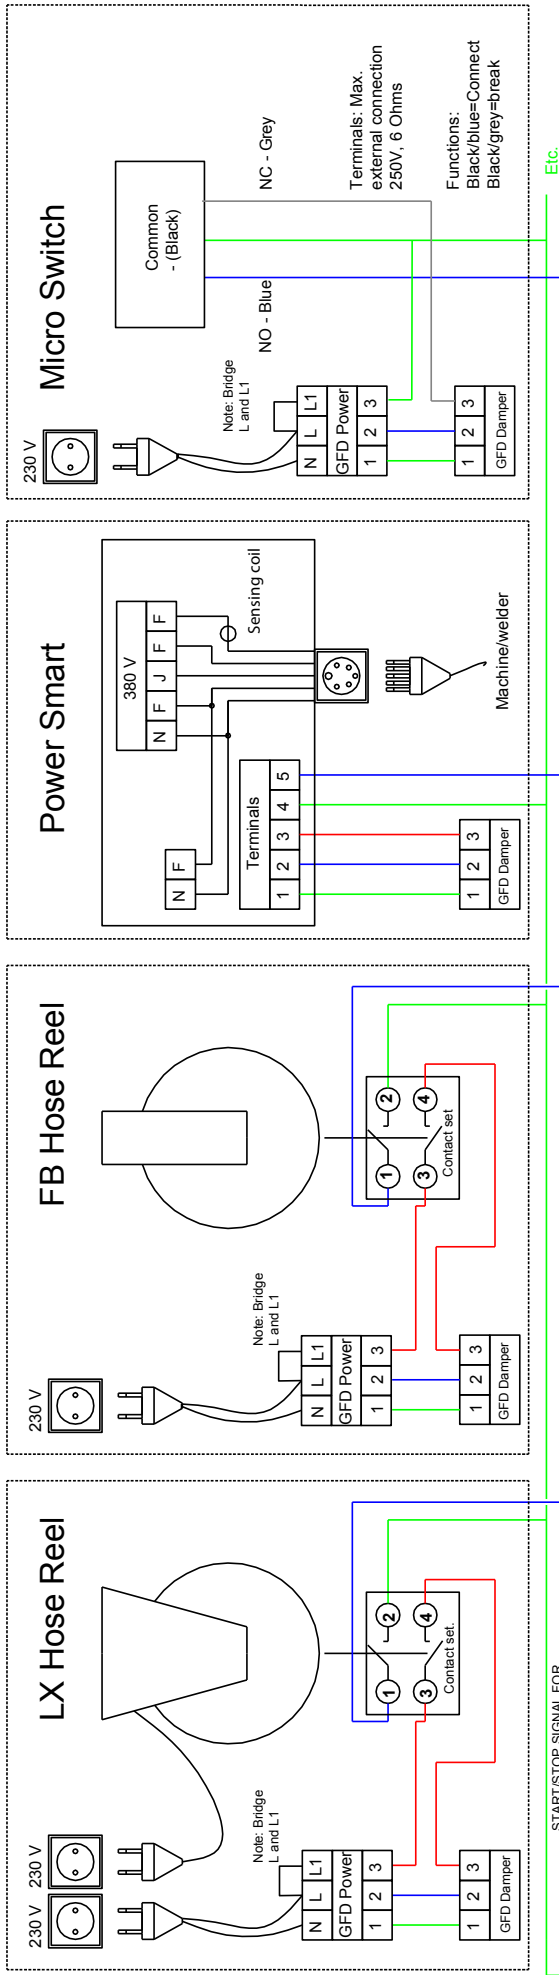 LX Hose Reel
230 V
230 V
Note: Bridge
L and L1
N L L1
GFD Power
1 2 3
1 2 3
GFD Damper
1 2
3 4
Contact set.
START/STOP SIGNAL FOR
FB Hose Reel
230 V
Note: Bridge
L and L1
N L L1
GFD Power
1 2 3
1 2 3
GFD Damper
1 2
3 4
Contact set
Power Smart
380 V
N F J F F
N F
Sensing coil
Terminals
1 2 3 4 5
1 2 3
GFD Damper
Machine/welder
Micro Switch
230 V
Common
- (Black)
Note: Bridge
L and L1
NO - Blue
NC - Grey
N L L1
GFD Power
1 2 3
1 2 3
GFD Damper
Terminals: Max.
external connection
250V, 6 Ohms
Functions:
Black/blue=Connect
Black/grey=break
Etc.